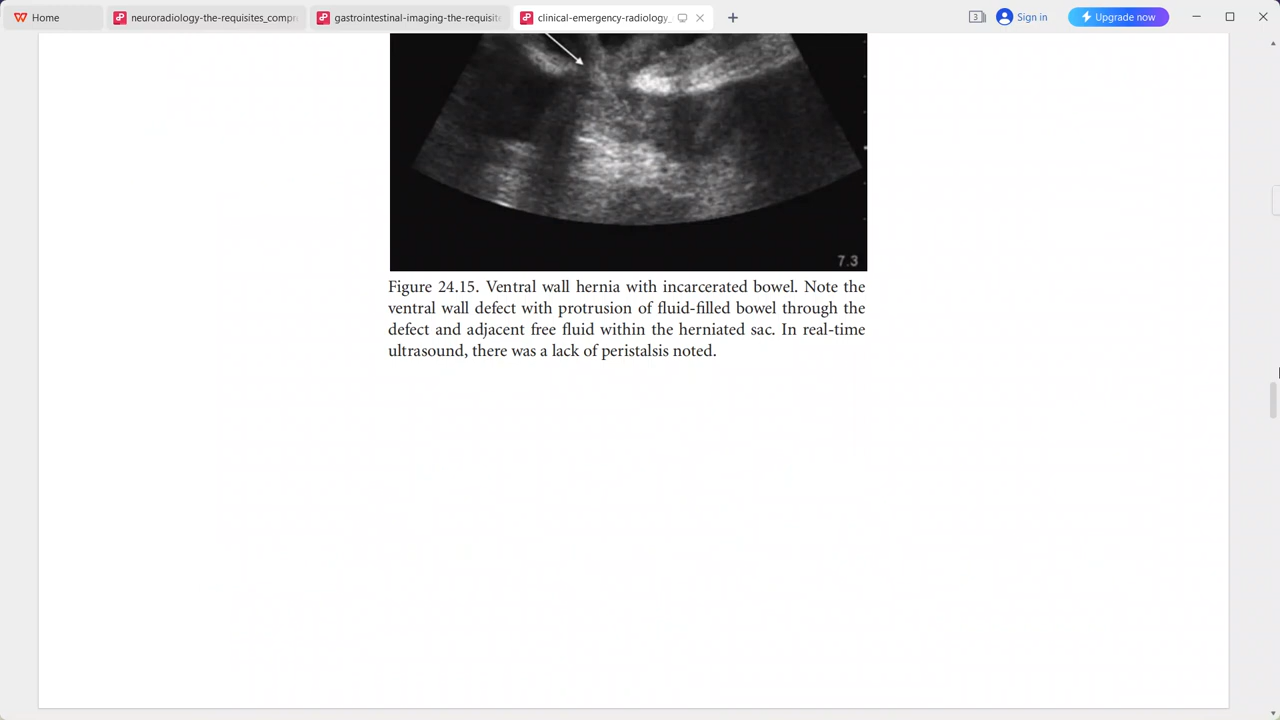 Home
neuroradiology-the-requisites_compr
gastrointestinal-imaging-the-requisite
clinical-emergency-radiology_
3
Sign in
Upgrade now
7.3
Figure 24.15. Ventral wall hernia with incarcerated bowel. Note the
ventral wall defect with protrusion of fluid-filled bowel through the
defect and adjacent free fluid within the herniated sac. In real-time
ultrasound, there was a lack of peristalsis noted.